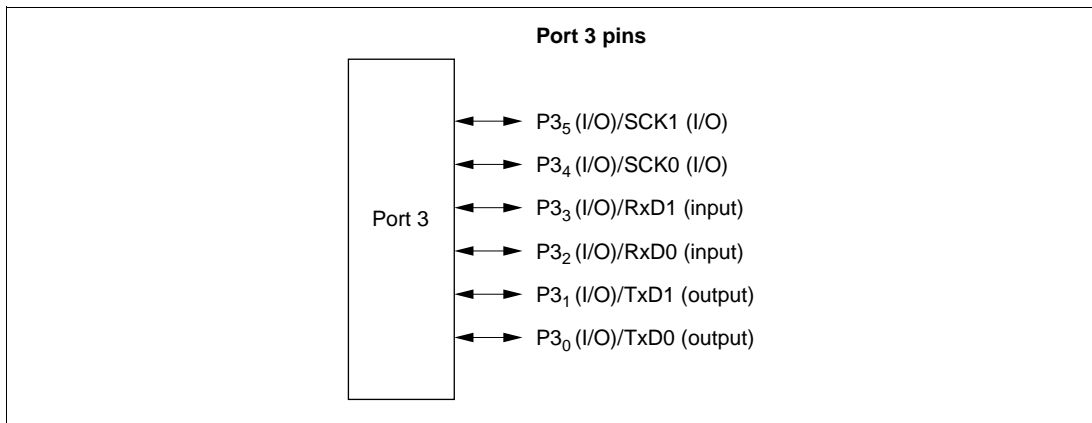 Port 3 pins
P3₅ (I/O)/SCK1 (I/O)
P3₄ (I/O)/SCK0 (I/O)
P3₃ (I/O)/RxD1 (input)
Port 3
P3₂ (I/O)/RxD0 (input)
P3₁ (I/O)/TxD1 (output)
P3₀ (I/O)/TxD0 (output)